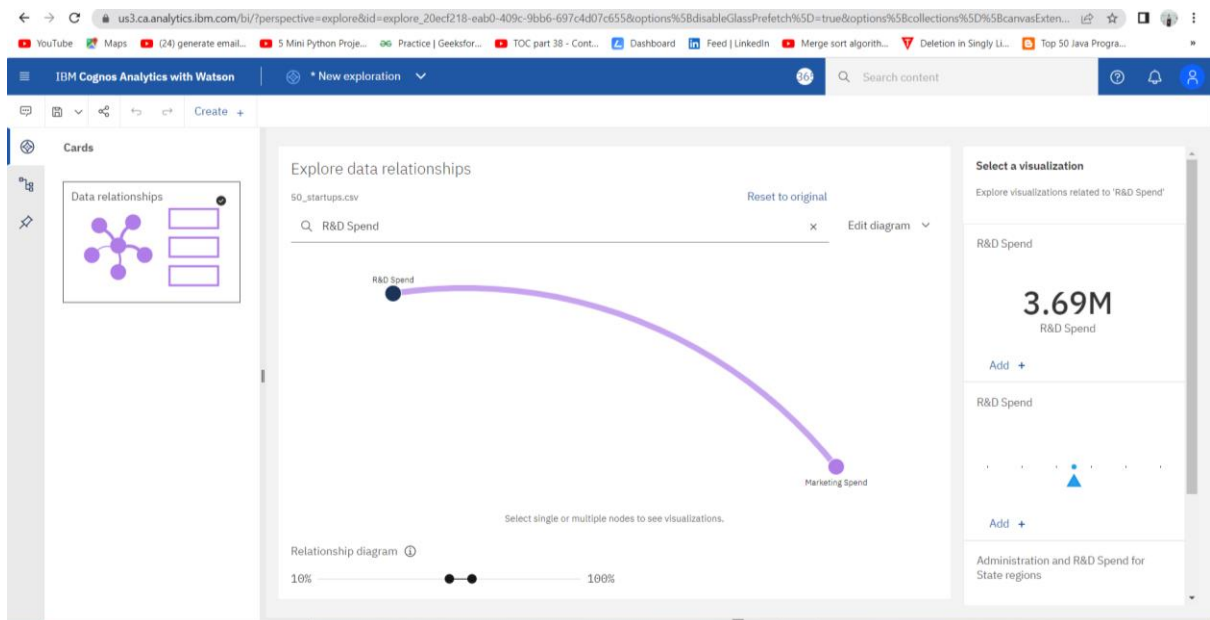 us3.ca.analytics.ibm.com/bi/?perspective=explore&id=explore_20ecf218-eab0-409c-9bb6-697c4d07c655&options%5BdisableGlassPrefetch%5D=true&options%5Bcollections%5D%5BcanvasExten...
YouTube Maps (24) generate email... 5 Mini Python Proje... Practice | Geeksfor... TOC part 38 - Cont... Dashboard Feed | LinkedIn Merge sort algorith... Deletion in Singly Li... Top 50 Java Progra... »
IBM Cognos Analytics with Watson * New exploration Search content
Create +
Cards
Data relationships
Explore data relationships
50_startups.csv Reset to original
R&D Spend × Edit diagram
R&D Spend
Marketing Spend
Select single or multiple nodes to see visualizations.
Relationship diagram
10% 100%
Select a visualization
Explore visualizations related to 'R&D Spend'
R&D Spend
3.69M
R&D Spend
Add +
R&D Spend
Add +
Administration and R&D Spend for
State regions